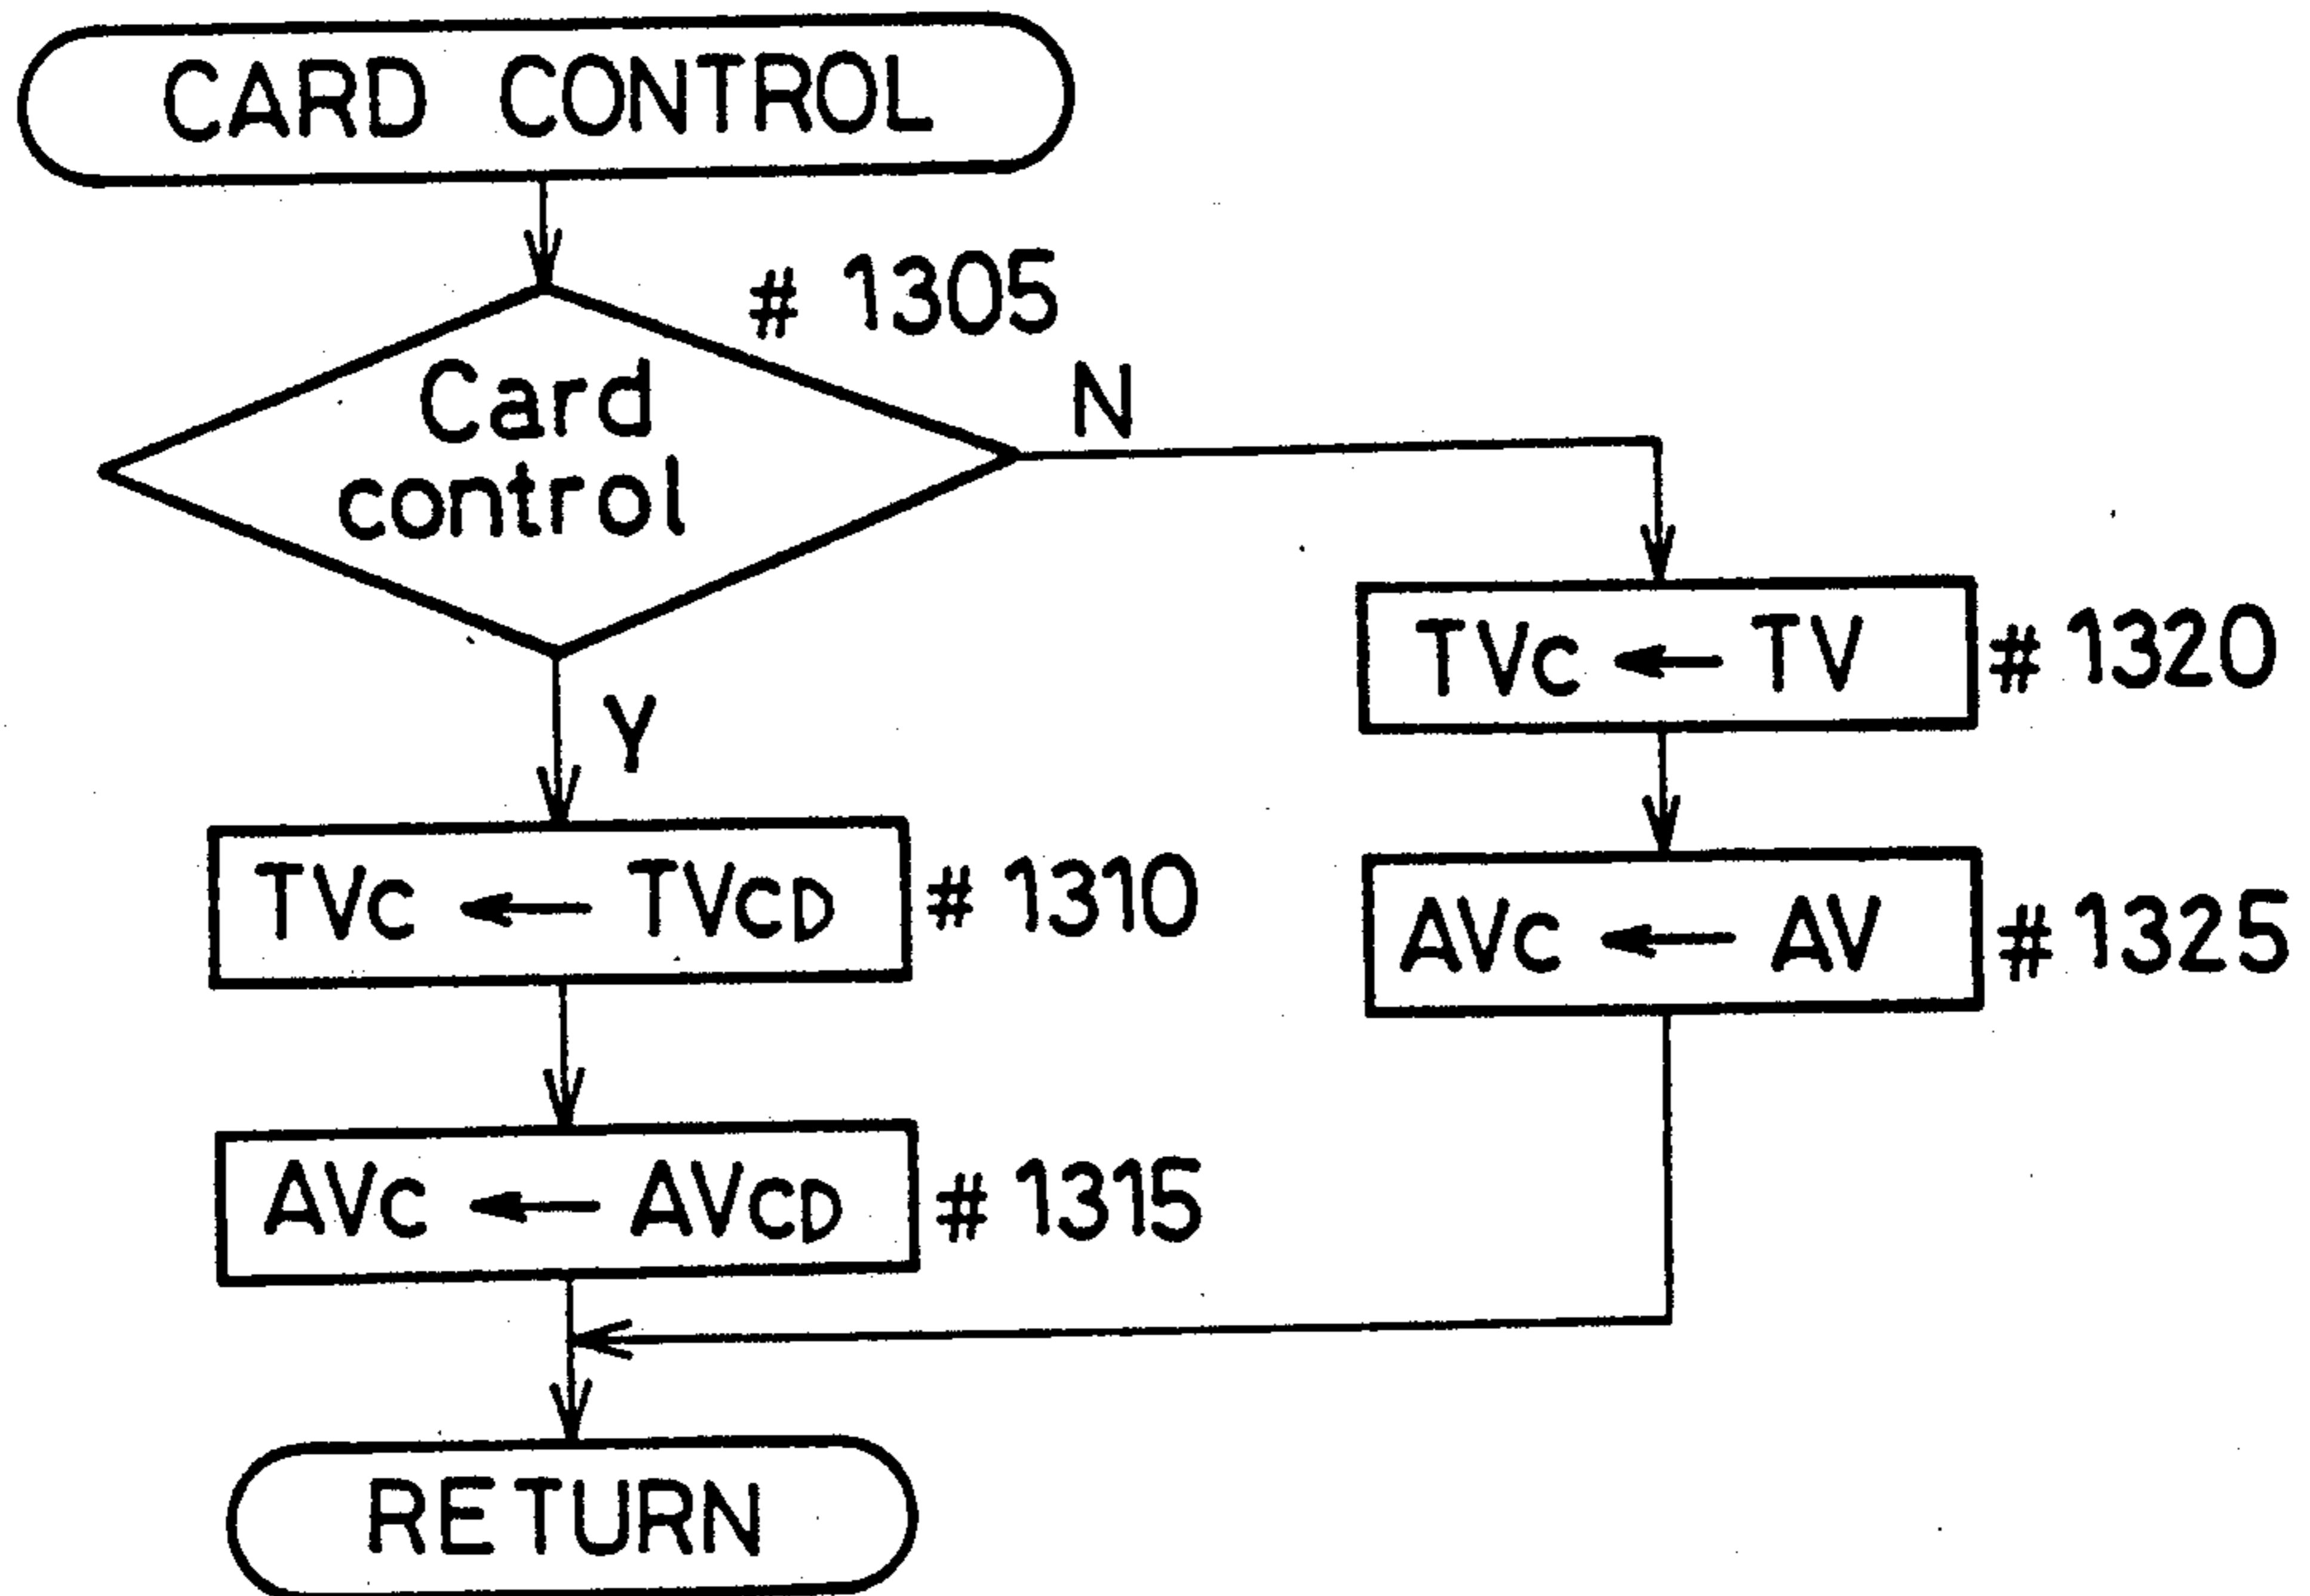 CARD CONTROL
# 1305
Card
control
N
Y
TVC ← TV
# 1320
TVC ← TVCD
# 1310
AVC ← AV
# 1325
AVC ← AVCD
# 1315
RETURN